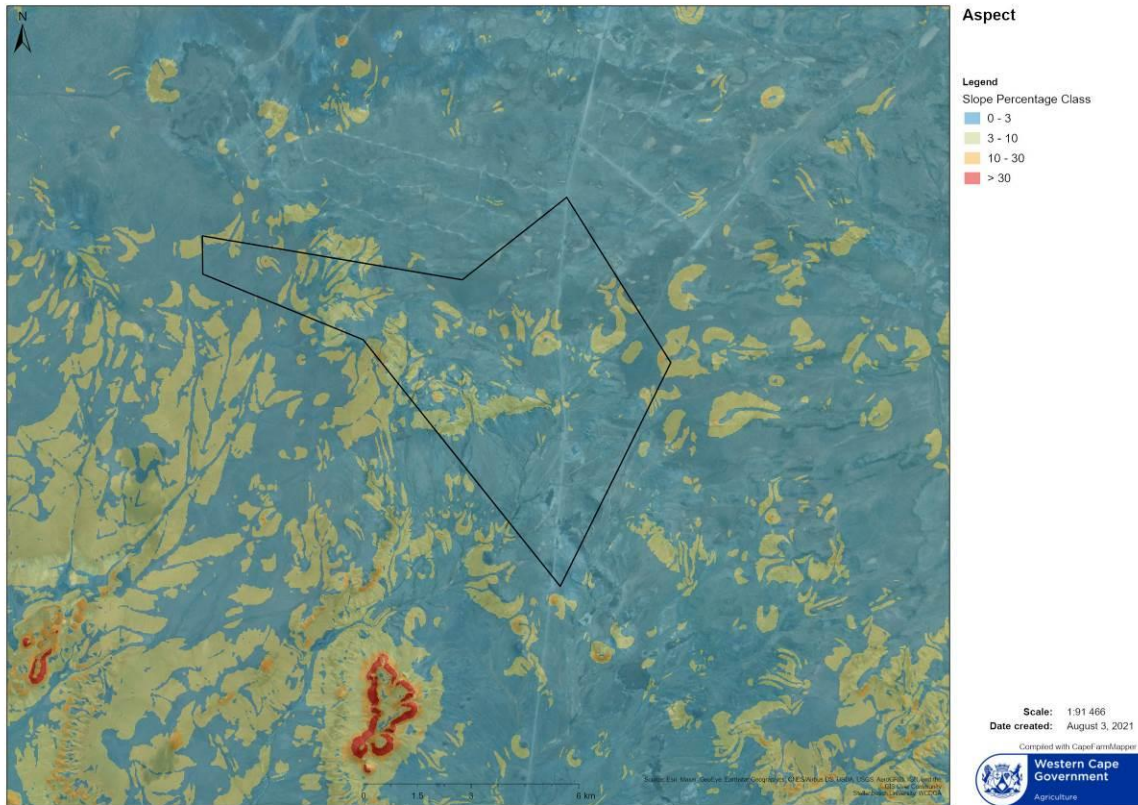 N
Aspect
Legend
Slope Percentage Class
0 - 3
3 - 10
10 - 30
> 30
0 1.5 3 6 km
Scale: 1:91 466
Date created: August 3, 2021
Compiled with CapeFarmMapper
Western Cape
Government
Agriculture